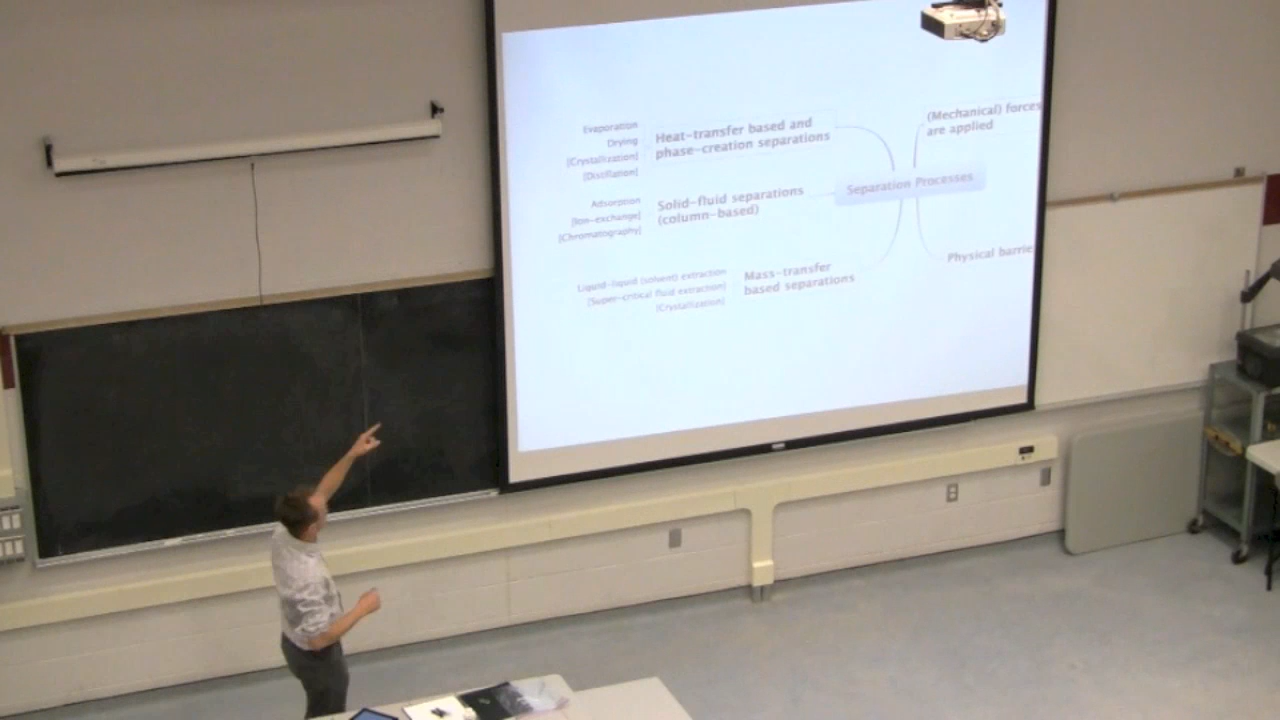 Evaporation
Drying
[Crystallization]
[Distillation]
Heat-transfer based and
phase-creation separations
Adsorption
[Ion-exchange]
[Chromatography]
Solid-fluid separations
(column-based)
Liquid-liquid (solvent) extraction
[Super-critical fluid extraction]
[Crystallization]
Mass-transfer
based separations
Separation Processes
(Mechanical) forces
are applied
Physical barrie